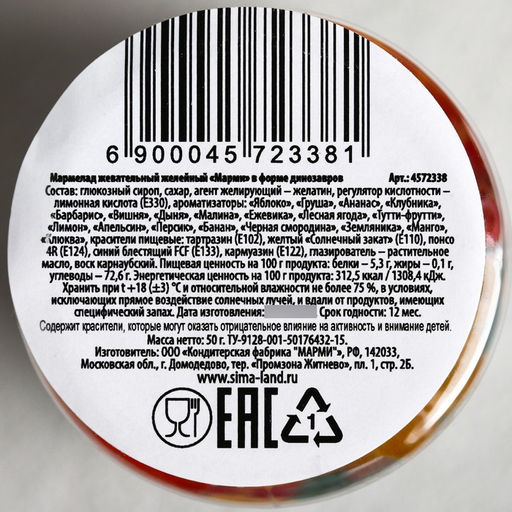 6 900045 723381
Мармелад жевательный желейный «Марми» в форме динозавров Арт.: 4572338
Состав: глюкозный сироп, сахар, агент желирующий – желатин, регулятор кислотности –
лимонная кислота (Е330), ароматизаторы: «Яблоко», «Груша», «Ананас», «Клубника»,
«Барбарис», «Вишня», «Дыня», «Малина», «Ежевика», «Лесная ягода», «Тутти-фрутти»,
«Лимон», «Апельсин», «Персик», «Банан», «Черная смородина», «Земляника», «Манго»,
«Клюква», красители пищевые: тартразин (Е102), желтый «Солнечный закат» (Е110), понсо
4R (Е124), синий блестящий FCF (Е133), кармуазин (Е122), глазирователь – растительное
масло, воск карнаубский. Пищевая ценность на 100 г продукта: белки – 5,3 г, жиры – 0,1 г,
углеводы – 72,6 г. Энергетическая ценность на 100 г продукта: 312,5 ккал / 1308,4 кДж.
Хранить при t +18 (±3) °С и относительной влажности не более 75 %, в условиях,
исключающих прямое воздействие солнечных лучей, и вдали от продуктов, имеющих
специфический запах. Дата изготовления: Срок годности: 12 мес.
Содержит красители, которые могут оказать отрицательное влияние на активность и внимание детей.
Масса нетто: 50 г. ТУ-9128-001-50176432-15.
Изготовитель: ООО «Кондитерская фабрика "МАРМИ"», РФ, 142033,
Московская обл., г. Домодедово, тер. «Промзона Житнево», пл. 1, стр. 2Б.
www.sima-land.ru
EAC 1